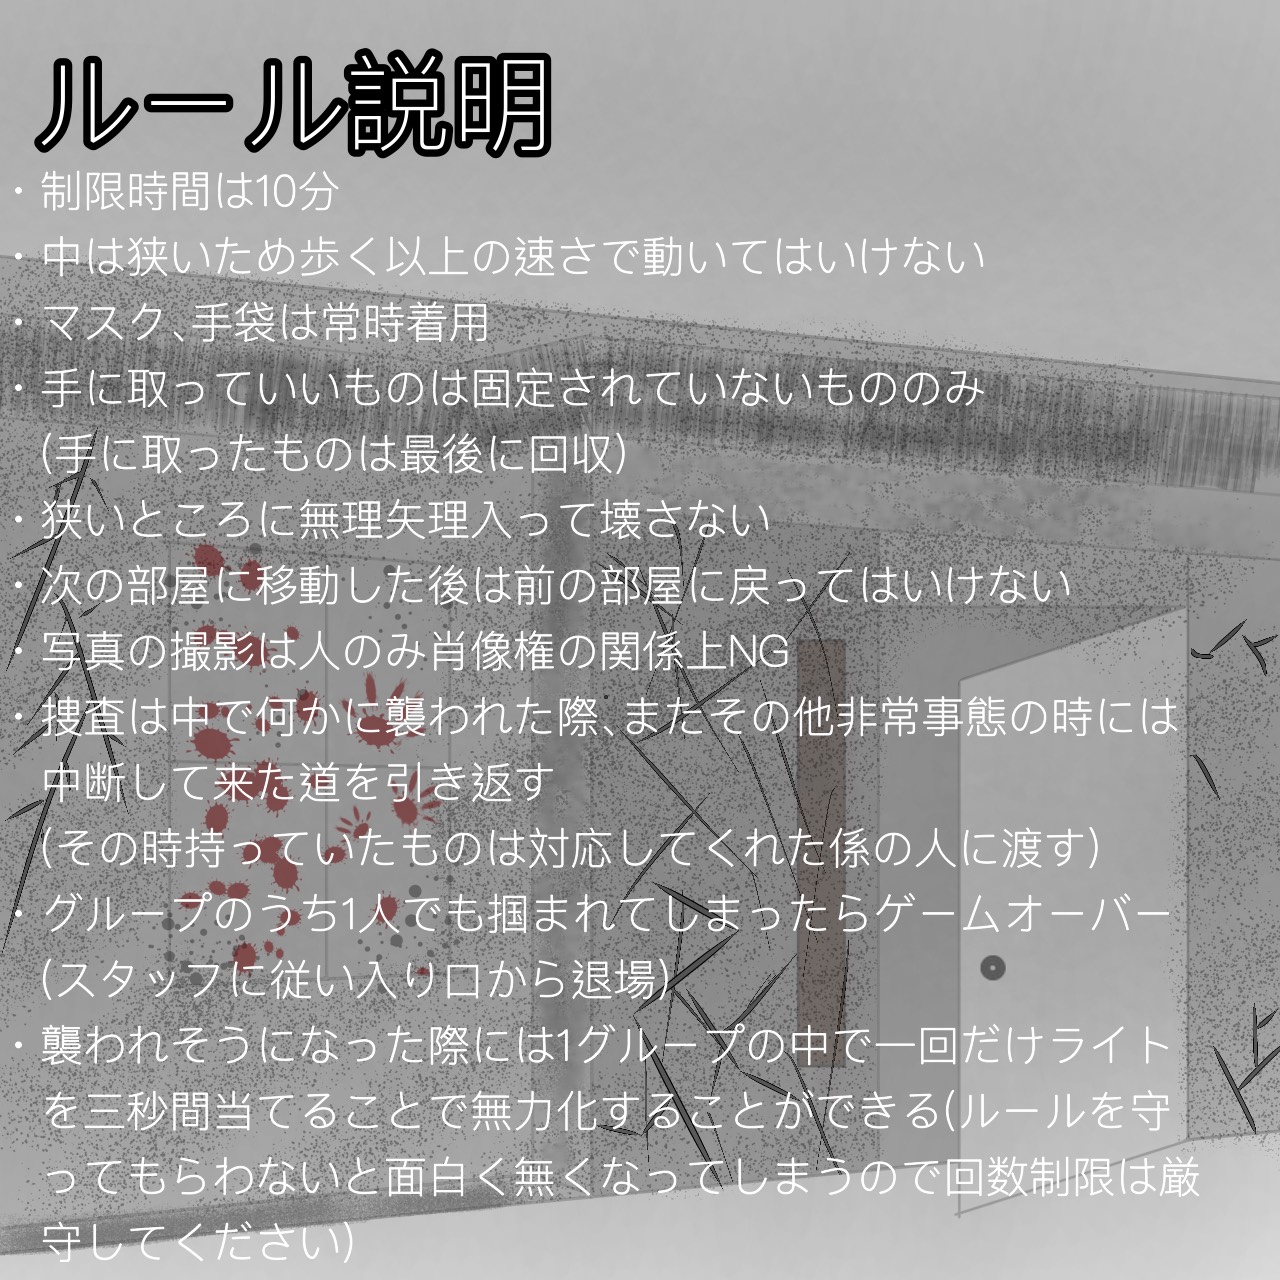 ルール説明
・制限時間は10分
・中は狭いため歩く以上の速さで動いてはいけない
・マスク、手袋は常時着用
・手に取っていいものは固定されていないもののみ
(手に取ったものは最後に回収)
・狭いところに無理矢理入って壊さない
・次の部屋に移動した後は前の部屋に戻ってはいけない
・写真の撮影は人のみ肖像権の関係上NG
・捜査は中で何かに襲われた際、またその他非常事態の時には
中断して来た道を引き返す
(その時持っていたものは対応してくれた係の人に渡す)
・グループのうち1人でも掴まれてしまったらゲームオーバー
(スタッフに従い入り口から退場)
・襲われそうになった際には1グループの中で一回だけライト
を三秒間当てることで無力化することができる(ルールを守
ってもらわないと面白く無くなってしまうので回数制限は厳
守してください)